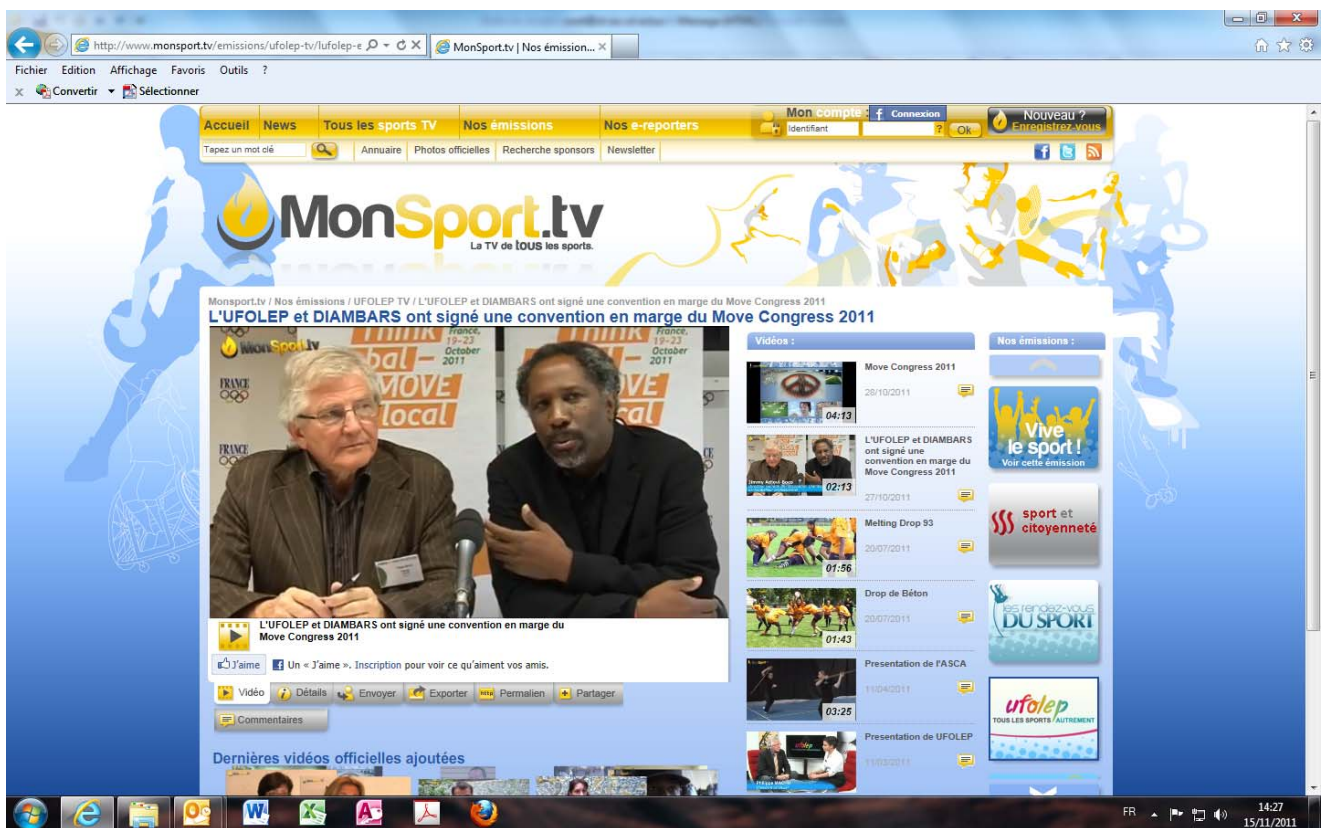 http://www.monsport.tv/emissions/ufolep-tv/lufolep-e
MonSport.tv | Nos émission...
Fichier Edition Affichage Favoris Outils ?
x Convertir Sélectionner
Accueil News Tous les sports TV Nos émissions Nos e-reporters
Mon compte : f Connexion
Identifiant ? Ok
Nouveau ?
Enregistrez-vous
Tapez un mot clé Annuaire Photos officielles Recherche sponsors Newsletter
MonSport.tv
La TV de tous les sports.
Monsport.tv / Nos émissions / UFOLEP TV / L'UFOLEP et DIAMBARS ont signé une convention en marge du Move Congress 2011
L'UFOLEP et DIAMBARS ont signé une convention en marge du Move Congress 2011
MonSport.tv
THINK
France,
19-23
October
2011
MOVE
local
FRANCE
FRANCE
L'UFOLEP et DIAMBARS ont signé une convention en marge du
Move Congress 2011
J'aime Un « J'aime ». Inscription pour voir ce qu'aiment vos amis.
Vidéo Détails Envoyer Exporter http Permalien Partager
Commentaires
Dernières vidéos officielles ajoutées
Vidéos :
Move Congress 2011
28/10/2011
04:13
L'UFOLEP et DIAMBARS
ont signé une
convention en marge du
Move Congress 2011
27/10/2011
02:13
Melting Drop 93
20/07/2011
01:56
Drop de Béton
20/07/2011
01:43
Presentation de l'ASCA
11/04/2011
03:25
Presentation de UFOLEP
11/03/2011
Nos émissions :
Vive
le sport !
Voir cette émission
sport et
citoyenneté
les rendez-vous
DU SPORT
ufolep
TOUS LES SPORTS AUTREMENT
FR 14:27
15/11/2011